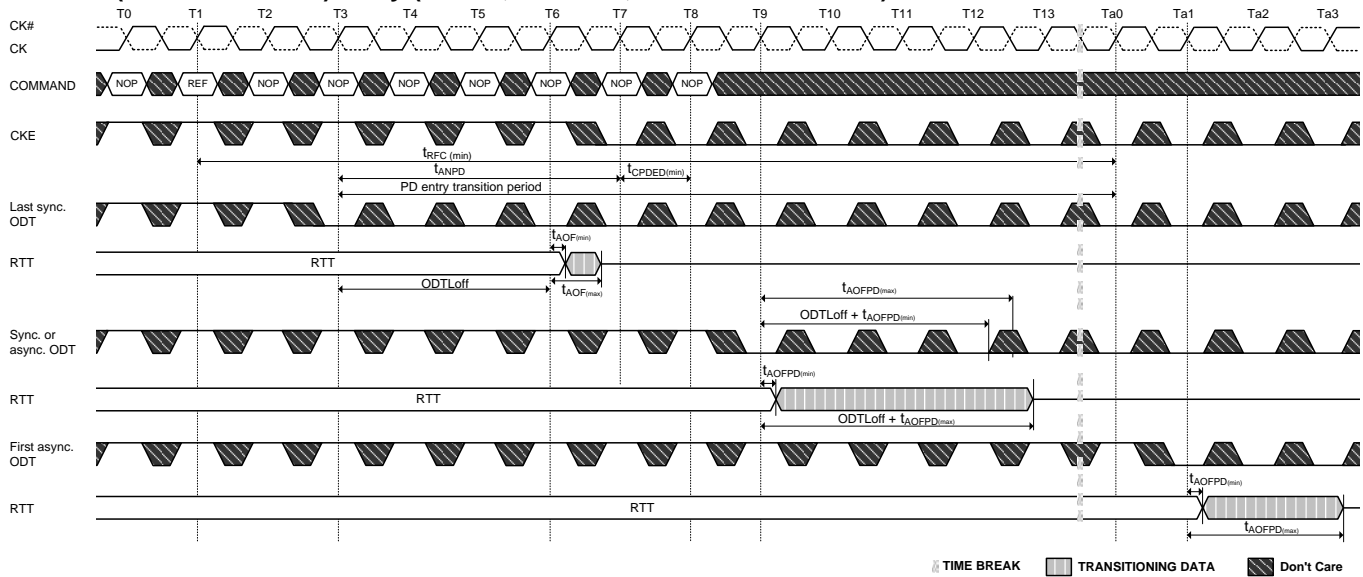 T0 T1 T2 T3 T4 T5 T6 T7 T8 T9 T10 T11 T12 T13 Ta0 Ta1 Ta2 Ta3
CK#
CK
COMMAND NOP REF NOP NOP NOP NOP NOP NOP NOP
CKE
tRFC (min)
tANPD tCPDED(min)
PD entry transition period
Last sync.
ODT
tAOF(min)
RTT RTT
ODTLoff tAOF(max)
tAOFPD(max)
ODTLoff + tAOFPD(min)
Sync. or
async. ODT
tAOFPD(min)
RTT RTT
ODTLoff + tAOFPD(max)
First async.
ODT
tAOFPD(min)
RTT RTT
tAOFPD(max)
TIME BREAK TRANSITIONING DATA Don't Care